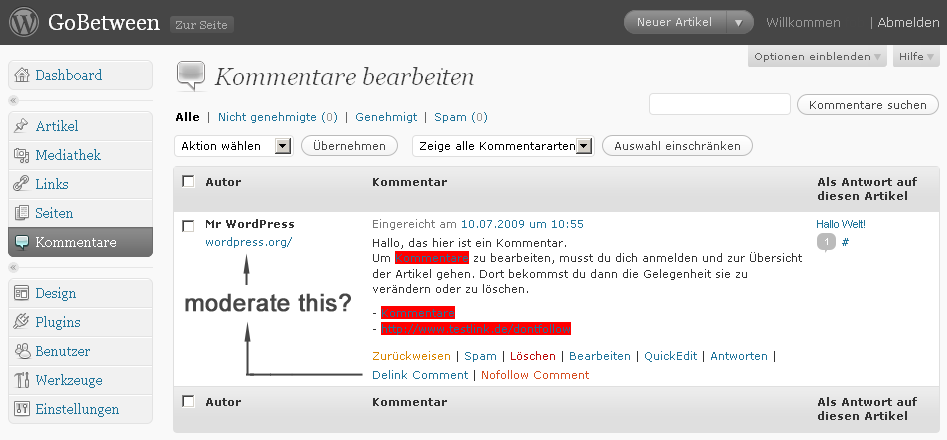 GoBetween Zur Seite Neuer Artikel Willkommen | Abmelden
Optionen einblenden Hilfe
Dashboard
Artikel
Mediathek
Links
Seiten
Kommentare
Design
Plugins
Benutzer
Werkzeuge
Einstellungen
Kommentare bearbeiten
Kommentare suchen
Alle | Nicht genehmigte (0) | Genehmigt | Spam (0)
Aktion wählen Übernehmen Zeige alle Kommentararten Auswahl einschränken
Autor Kommentar Als Antwort auf
diesen Artikel
Mr WordPress
wordpress.org/
moderate this?
Eingereicht am 10.07.2009 um 10:55
Hallo, das hier ist ein Kommentar.
Um Kommentare zu bearbeiten, musst du dich anmelden und zur Übersicht
der Artikel gehen. Dort bekommst du dann die Gelegenheit sie zu
verändern oder zu löschen.
- Kommentare
- http://www.testlink.de/dontfollow
Zurückweisen | Spam | Löschen | Bearbeiten | QuickEdit | Antworten |
Delink Comment | Nofollow Comment
Hallo Welt!
1 #
Autor Kommentar Als Antwort auf
diesen Artikel